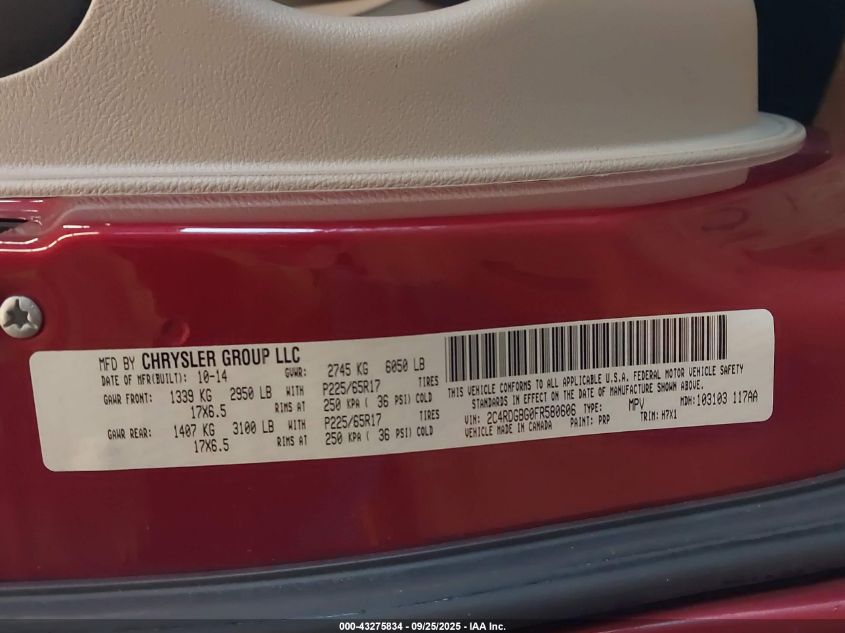 MFD BY CHRYSLER GROUP LLC
DATE OF MFR(BUILT): 10-14 GVWR: 2745 KG 6050 LB
GAWR FRONT: 1339 KG 2950 LB WITH P225/65R17 TIRES
17X6.5 RIMS AT 250 KPA ( 36 PSI) COLD
GAWR REAR: 1407 KG 3100 LB WITH P225/65R17 TIRES
17X6.5 RIMS AT 250 KPA ( 36 PSI) COLD
THIS VEHICLE CONFORMS TO ALL APPLICABLE U.S.A. FEDERAL MOTOR VEHICLE SAFETY
STANDARDS IN EFFECT ON THE DATE OF MANUFACTURE SHOWN ABOVE.
VIN: 2C4RDGBG0FR580606 TYPE: MPV MDH: 103103 117AA
VEHICLE MADE IN CANADA PAINT: PRP TRIM: H7X1
000-43275834 - 09/25/2025 - IAA Inc.